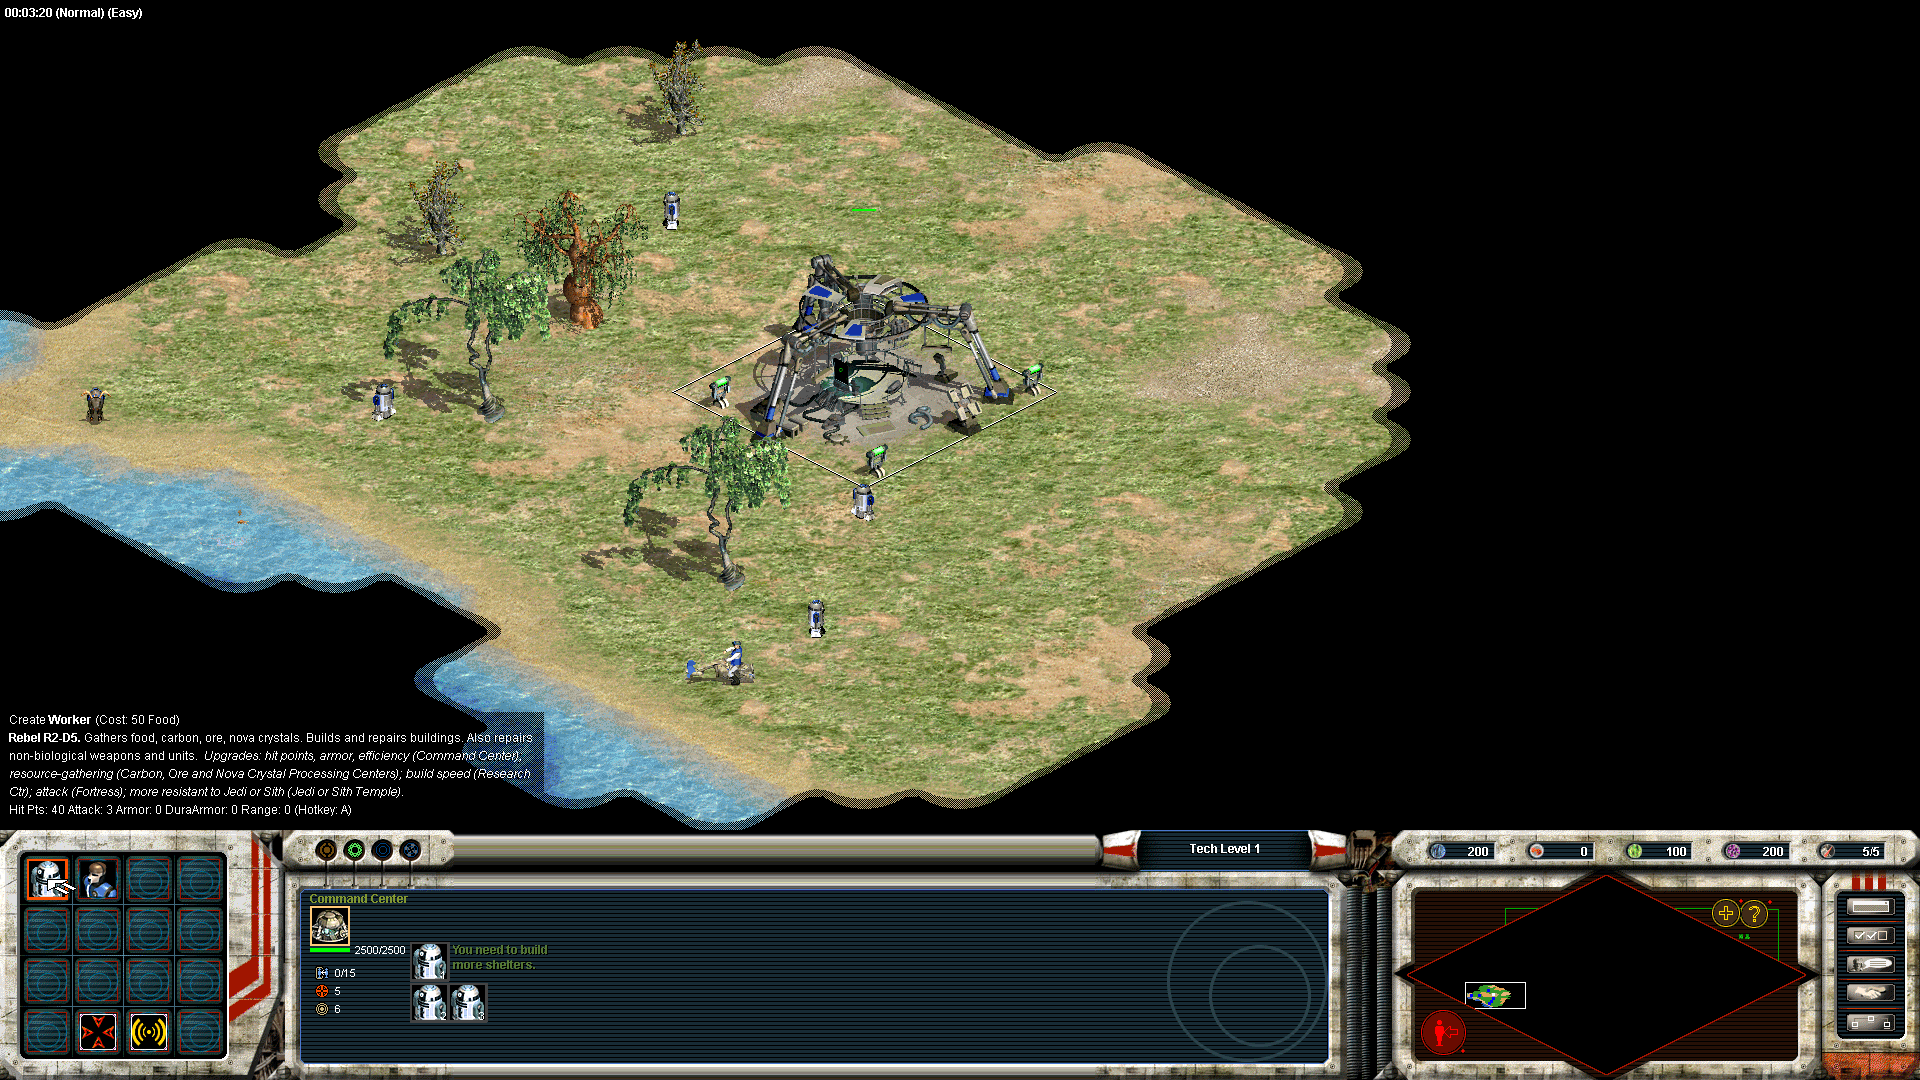 00:03:20 (Normal) (Easy)
Create Worker (Cost: 50 Food)
Rebel R2-D5. Gathers food, carbon, ore, nova crystals. Builds and repairs buildings. Also repairs
non-biological weapons and units. Upgrades: hit points, armor, efficiency (Command Center);
resource-gathering (Carbon, Ore and Nova Crystal Processing Centers); build speed (Research
Ctr); attack (Fortress); more resistant to Jedi or Sith (Jedi or Sith Temple).
Hit Pts: 40 Attack: 3 Armor: 0 DuraArmor: 0 Range: 0 (Hotkey: A)
Tech Level 1
200 0 100 200 5/5
Command Center
2500/2500
You need to build
more shelters.
0/15
5
6
2 3
?